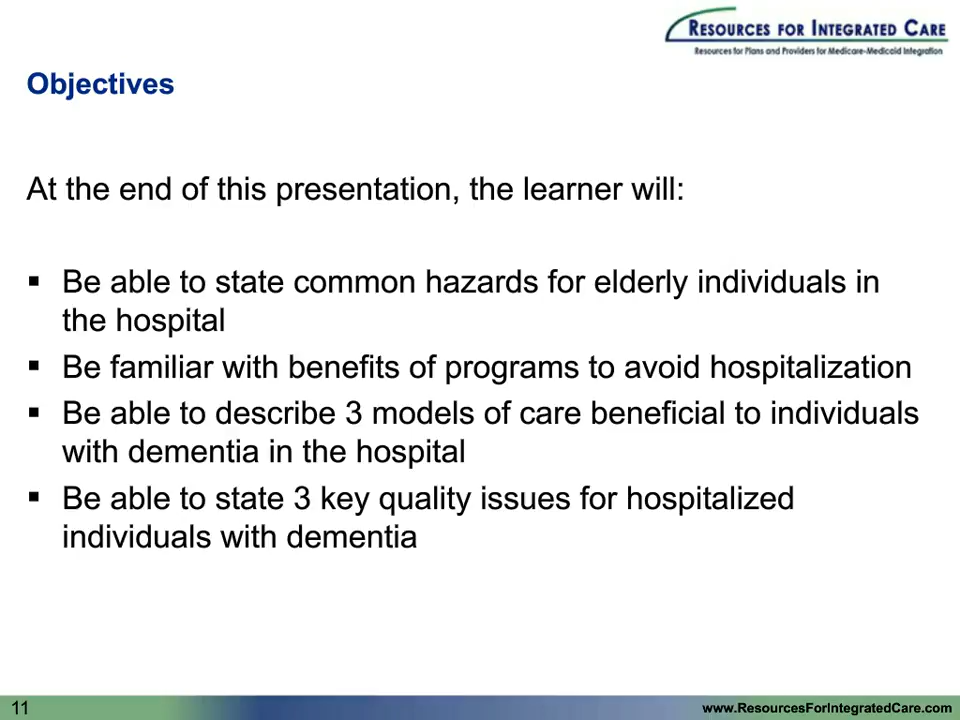 RESOURCES FOR INTEGRATED CARE
Resources for Plans and Providers for Medicare-Medicaid Integration
Objectives
At the end of this presentation, the learner will:
▪ Be able to state common hazards for elderly individuals in
the hospital
▪ Be familiar with benefits of programs to avoid hospitalization
▪ Be able to describe 3 models of care beneficial to individuals
with dementia in the hospital
▪ Be able to state 3 key quality issues for hospitalized
individuals with dementia
11
www.ResourcesForIntegratedCare.com